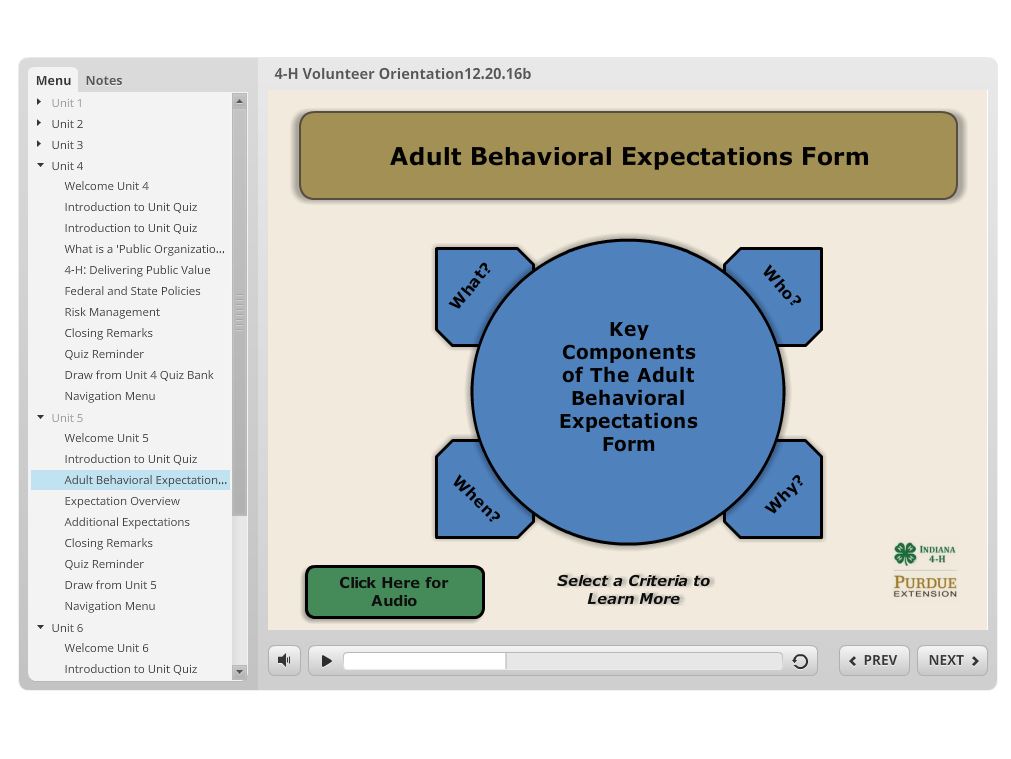 4-H Volunteer Orientation12.20.16b
Menu
Notes
Unit 1
Unit 2
Unit 3
Unit 4
Welcome Unit 4
Introduction to Unit Quiz
Introduction to Unit Quiz
What is a 'Public Organizatio...
4-H: Delivering Public Value
Federal and State Policies
Risk Management
Closing Remarks
Quiz Reminder
Draw from Unit 4 Quiz Bank
Navigation Menu
Unit 5
Welcome Unit 5
Introduction to Unit Quiz
Adult Behavioral Expectation...
Expectation Overview
Additional Expectations
Closing Remarks
Quiz Reminder
Draw from Unit 5
Navigation Menu
Unit 6
Welcome Unit 6
Introduction to Unit Quiz
Adult Behavioral Expectations Form
What?
Who?
Key
Components
of The Adult
Behavioral
Expectations
Form
When?
Why?
Click Here for
Audio
Select a Criteria to
Learn More
INDIANA
4-H
PURDUE
EXTENSION
PREV
NEXT